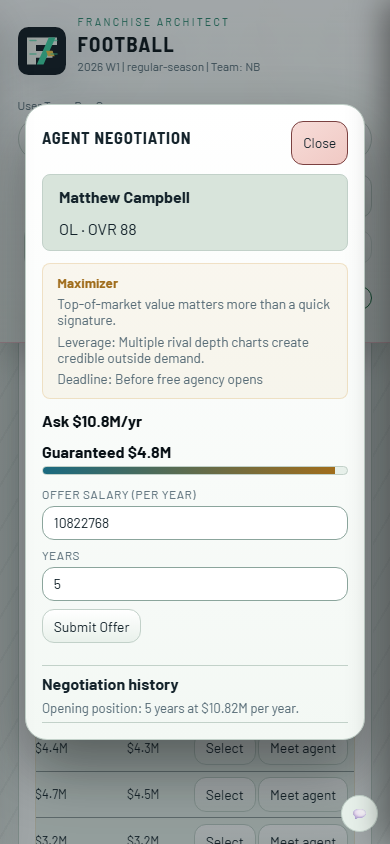 FRANCHISE ARCHITECT
FOOTBALL
2026 W1 | regular-season | Team: NB
AGENT NEGOTIATION
Close
Matthew Campbell
OL · OVR 88
Maximizer
Top-of-market value matters more than a quick
signature.
Leverage: Multiple rival depth charts create
credible outside demand.
Deadline: Before free agency opens
Ask $10.8M/yr
Guaranteed $4.8M
OFFER SALARY (PER YEAR)
10822768
YEARS
5
Submit Offer
Negotiation history
Opening position: 5 years at $10.82M per year.
$4.4M $4.3M Select Meet agent
$4.7M $4.5M Select Meet agent
$3.2M $3.2M Select Meet agent